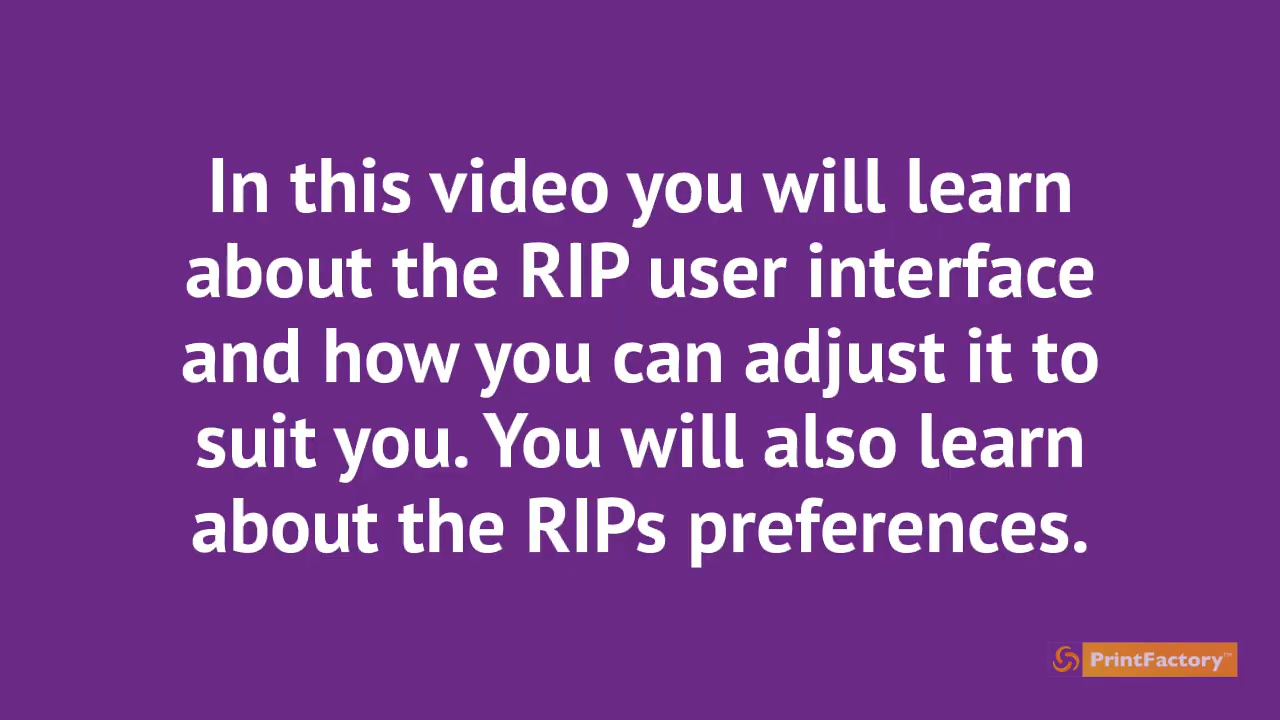 In this video you will learn
about the RIP user interface
and how you can adjust it to
suit you. You will also learn
about the RIPs preferences.
PrintFactory™